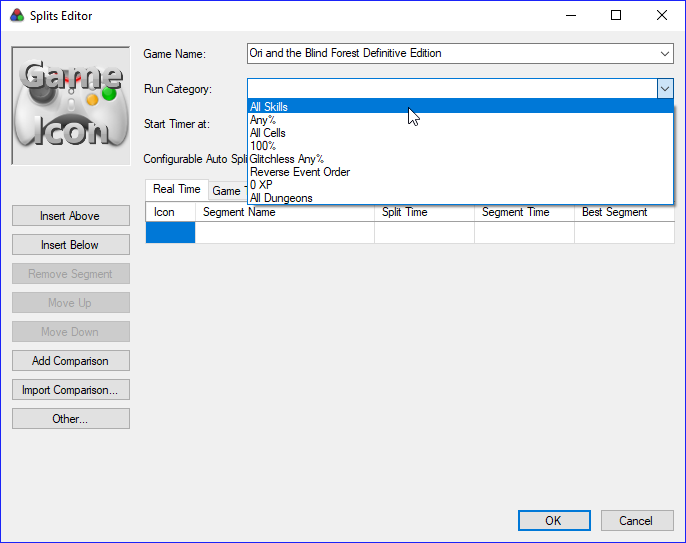 Splits Editor
Game Icon
Game Name:
Ori and the Blind Forest Definitive Edition
Run Category:
All Skills
Any%
All Cells
100%
Glitchless Any%
Reverse Event Order
0 XP
All Dungeons
Start Timer at:
Configurable Auto Spli
Real Time
Game T
Icon
Segment Name
Split Time
Segment Time
Best Segment
Insert Above
Insert Below
Remove Segment
Move Up
Move Down
Add Comparison
Import Comparison...
Other...
OK
Cancel